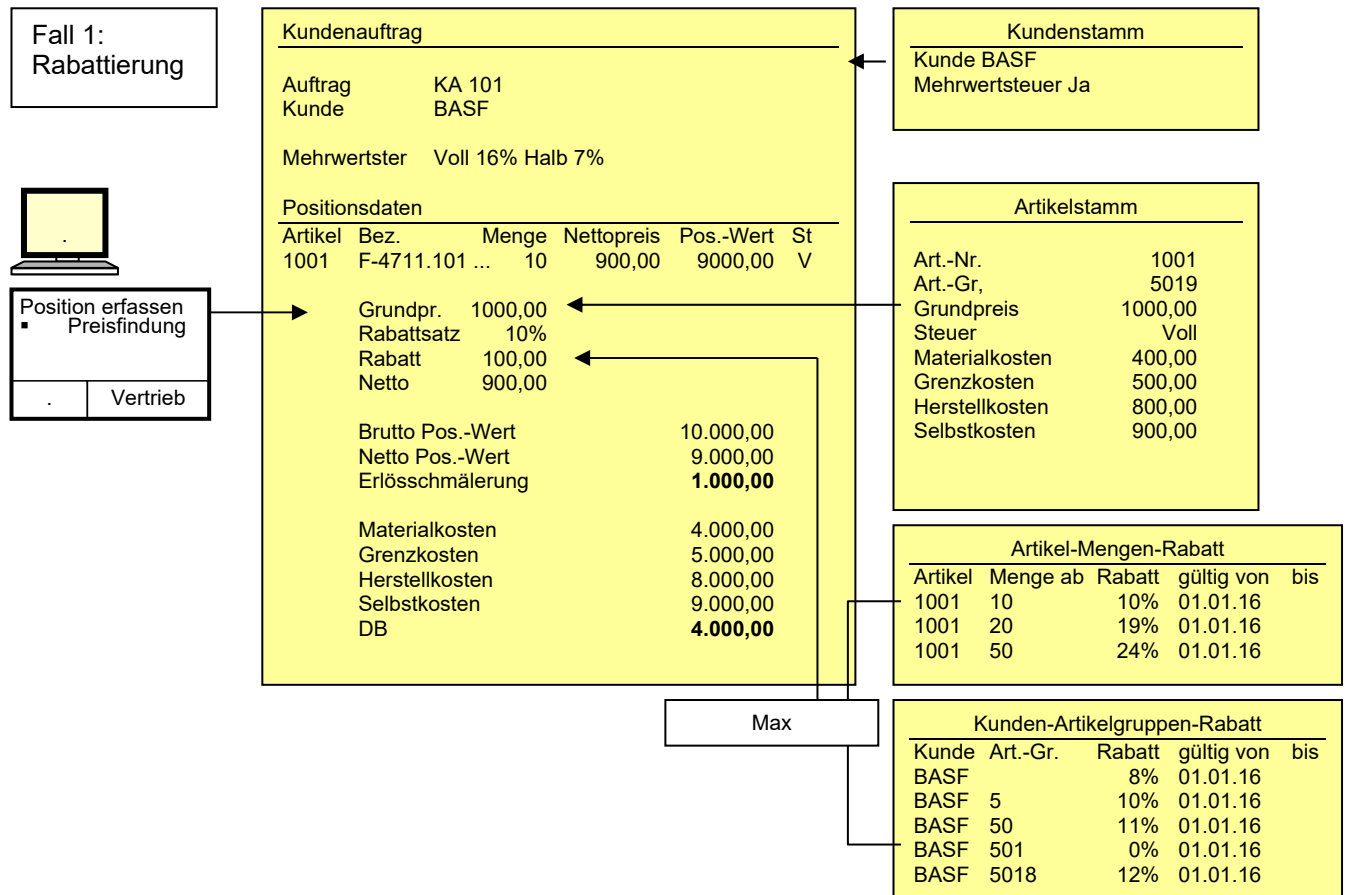 Fall 1:
Rabattierung
Kundenauftrag
Auftrag KA 101
Kunde BASF
Mehrwertster Voll 16% Halb 7%
Positionsdaten
Artikel Bez. Menge Nettopreis Pos.-Wert St
1001 F-4711.101 ... 10 900,00 9000,00 V
Grundpr. 1000,00
Rabattsatz 10%
Rabatt 100,00
Netto 900,00
Brutto Pos.-Wert 10.000,00
Netto Pos.-Wert 9.000,00
Erlösschmälerung 1.000,00
Materialkosten 4.000,00
Grenzkosten 5.000,00
Herstellkosten 8.000,00
Selbstkosten 9.000,00
DB 4.000,00
.
Position erfassen
▪ Preisfindung
. Vertrieb
Kundenstamm
Kunde BASF
Mehrwertsteuer Ja
Artikelstamm
Art.-Nr. 1001
Art.-Gr, 5019
Grundpreis 1000,00
Steuer Voll
Materialkosten 400,00
Grenzkosten 500,00
Herstellkosten 800,00
Selbstkosten 900,00
Artikel-Mengen-Rabatt
Artikel Menge ab Rabatt gültig von bis
1001 10 10% 01.01.16
1001 20 19% 01.01.16
1001 50 24% 01.01.16
Max
Kunden-Artikelgruppen-Rabatt
Kunde Art.-Gr. Rabatt gültig von bis
BASF 8% 01.01.16
BASF 5 10% 01.01.16
BASF 50 11% 01.01.16
BASF 501 0% 01.01.16
BASF 5018 12% 01.01.16